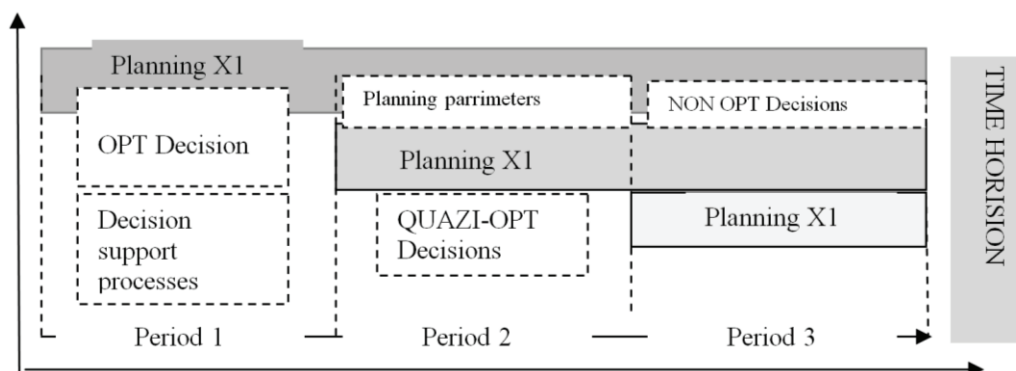 Planning X1
Planning parrimeters
NON OPT Decisions
OPT Decision
Planning X1
Decision
support
processes
QUAZI-OPT
Decisions
Planning X1
Period 1
Period 2
Period 3
TIME HORISION